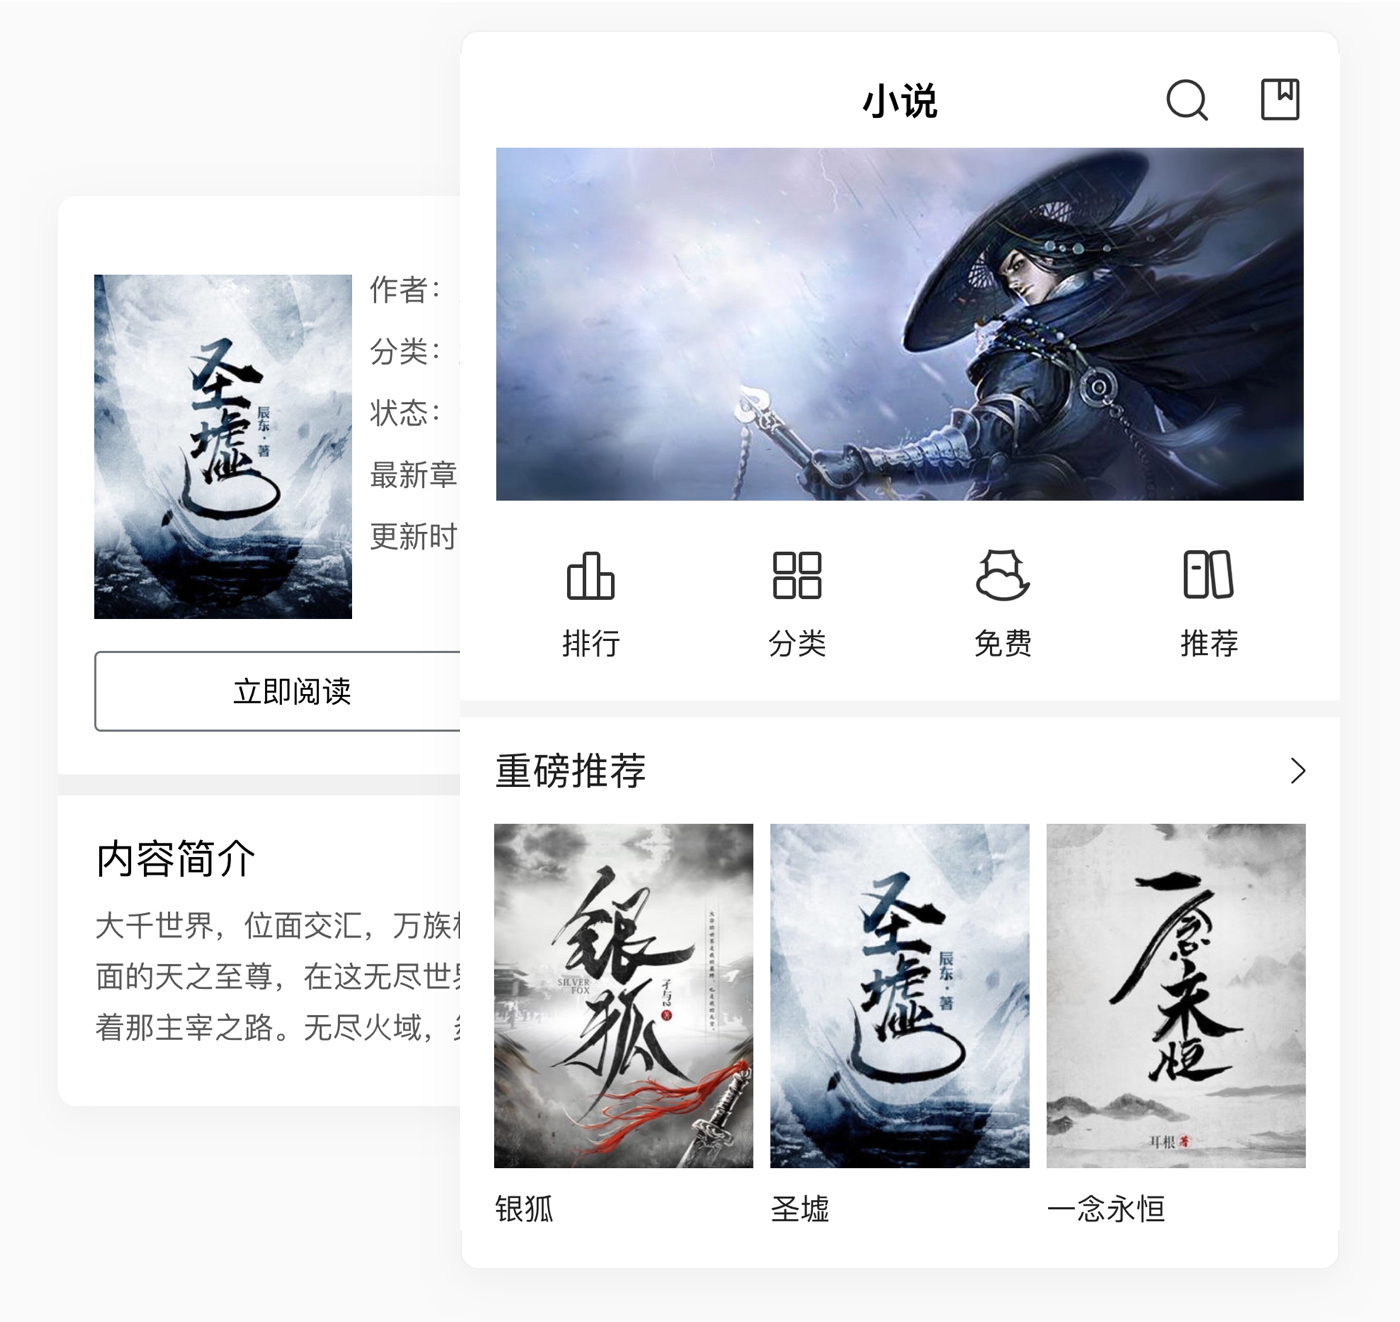 小说
排行
分类
免费
推荐
重磅推荐
银狐
SILVER
FOX
孑与2
著
圣墟
辰东·著
一念永恒
耳根 著
银狐
圣墟
一念永恒
圣墟
辰东·著
作者：
分类：
状态：
最新章
更新时
立即阅读
内容简介
大千世界，位面交汇，万族
面的天之至尊，在这无尽世
着那主宰之路。无尽火域，